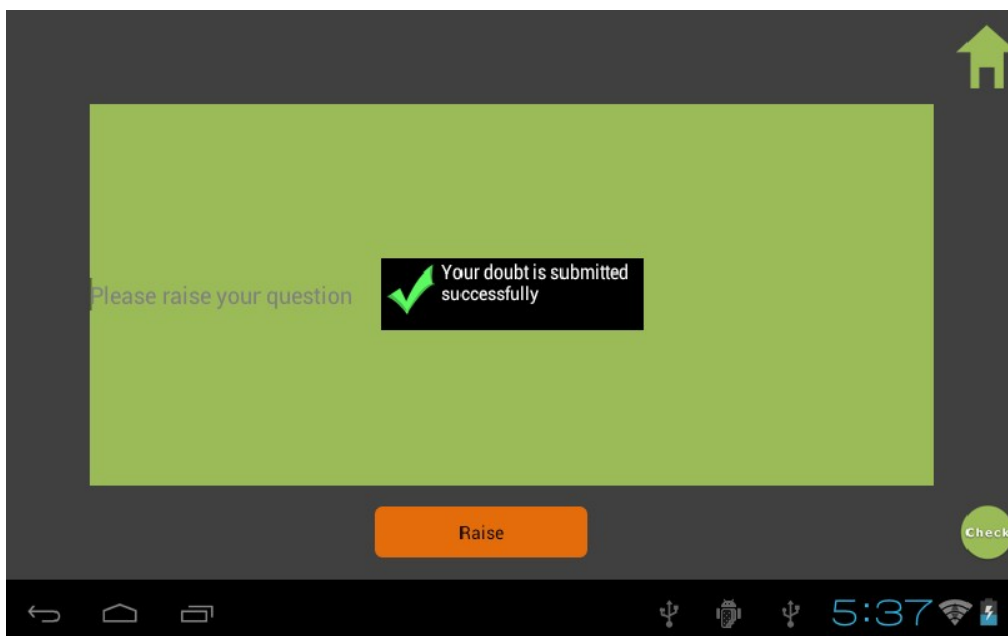 Please raise your question
Your doubt is submitted
successfully
Raise
Check
5:37